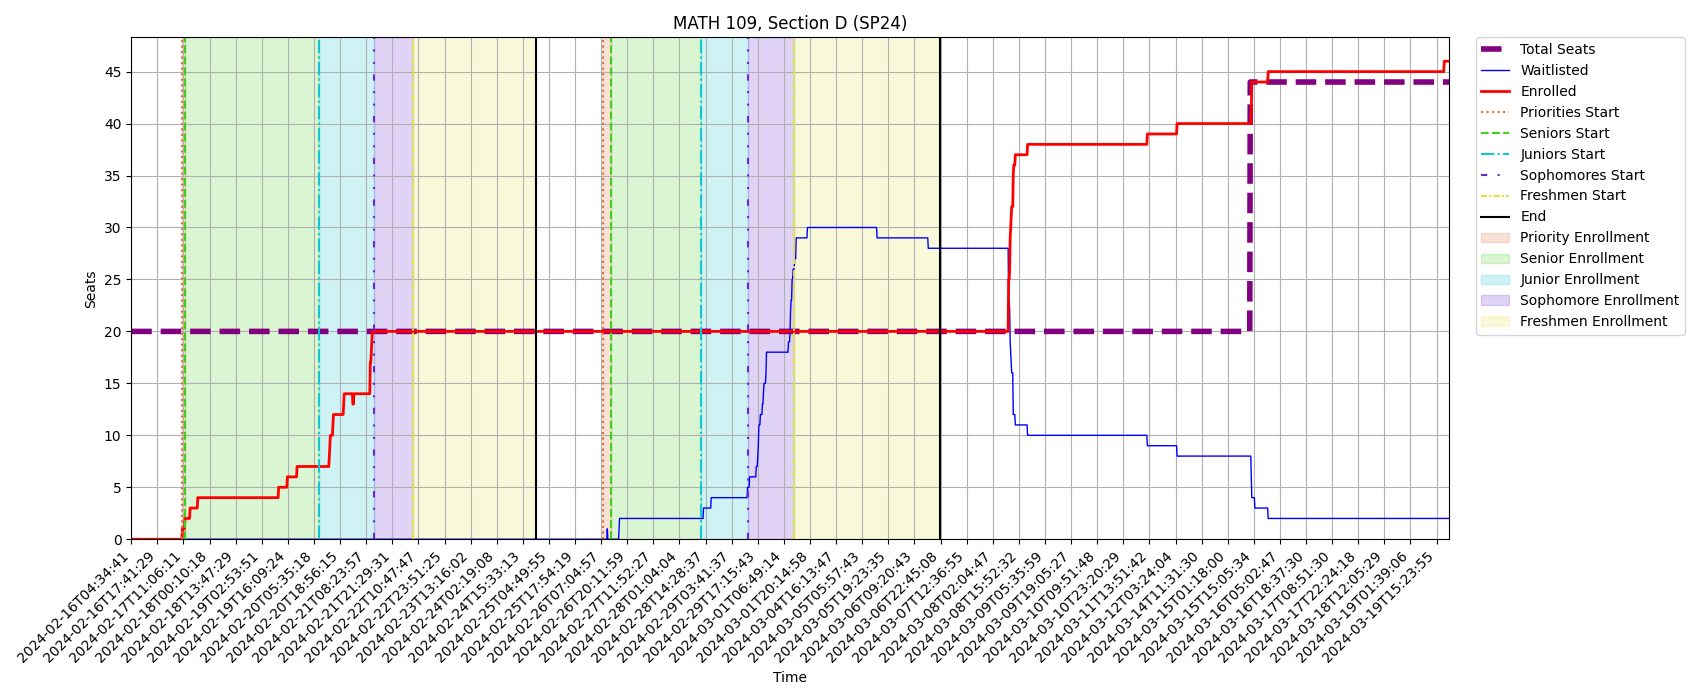 MATH 109, Section D (SP24)
Seats
45
40
35
30
25
20
15
10
5
0
2024-02-16T04:34:41
2024-02-16T17:41:29
2024-02-17T11:06:11
2024-02-18T00:10:18
2024-02-18T13:47:29
2024-02-19T02:53:51
2024-02-19T16:09:24
2024-02-20T05:35:18
2024-02-20T18:56:15
2024-02-21T08:23:57
2024-02-21T21:29:31
2024-02-22T10:47:47
2024-02-22T23:51:25
2024-02-23T13:16:02
2024-02-24T02:19:08
2024-02-24T15:33:13
2024-02-25T04:49:55
2024-02-25T17:54:19
2024-02-26T07:04:57
2024-02-26T20:11:59
2024-02-27T11:52:27
2024-02-28T01:04:04
2024-02-28T14:28:37
2024-02-29T03:41:37
2024-02-29T17:15:43
2024-03-01T06:49:14
2024-03-01T20:14:58
2024-03-04T16:13:47
2024-03-05T05:57:43
2024-03-05T19:23:35
2024-03-06T09:20:43
2024-03-06T22:45:08
2024-03-07T12:36:55
2024-03-08T02:04:47
2024-03-08T15:52:32
2024-03-09T05:35:59
2024-03-09T19:05:27
2024-03-10T09:51:48
2024-03-10T23:20:29
2024-03-11T13:51:42
2024-03-12T03:24:04
2024-03-14T11:31:30
2024-03-15T01:18:00
2024-03-15T15:05:34
2024-03-16T05:02:47
2024-03-16T18:37:30
2024-03-17T08:51:30
2024-03-17T22:24:18
2024-03-18T12:05:29
2024-03-19T01:39:06
2024-03-19T15:23:55
Time
Total Seats
Waitlisted
Enrolled
Priorities Start
Seniors Start
Juniors Start
Sophomores Start
Freshmen Start
End
Priority Enrollment
Senior Enrollment
Junior Enrollment
Sophomore Enrollment
Freshmen Enrollment